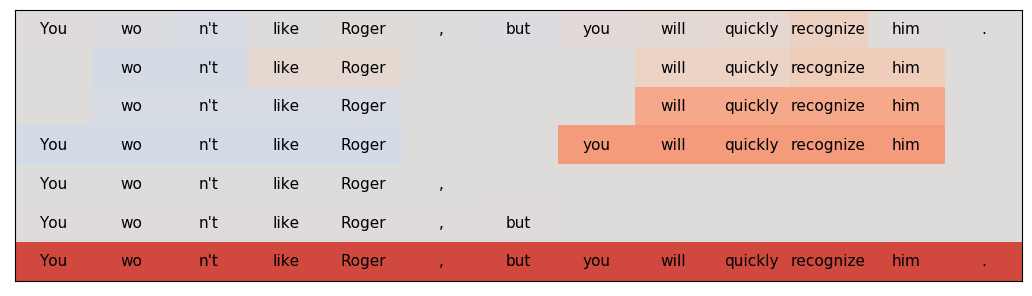 You wo n't like Roger , but you will quickly recognize him .
wo n't like Roger will quickly recognize him
wo n't like Roger will quickly recognize him
You wo n't like Roger you will quickly recognize him
You wo n't like Roger ,
You wo n't like Roger , but
You wo n't like Roger , but you will quickly recognize him .